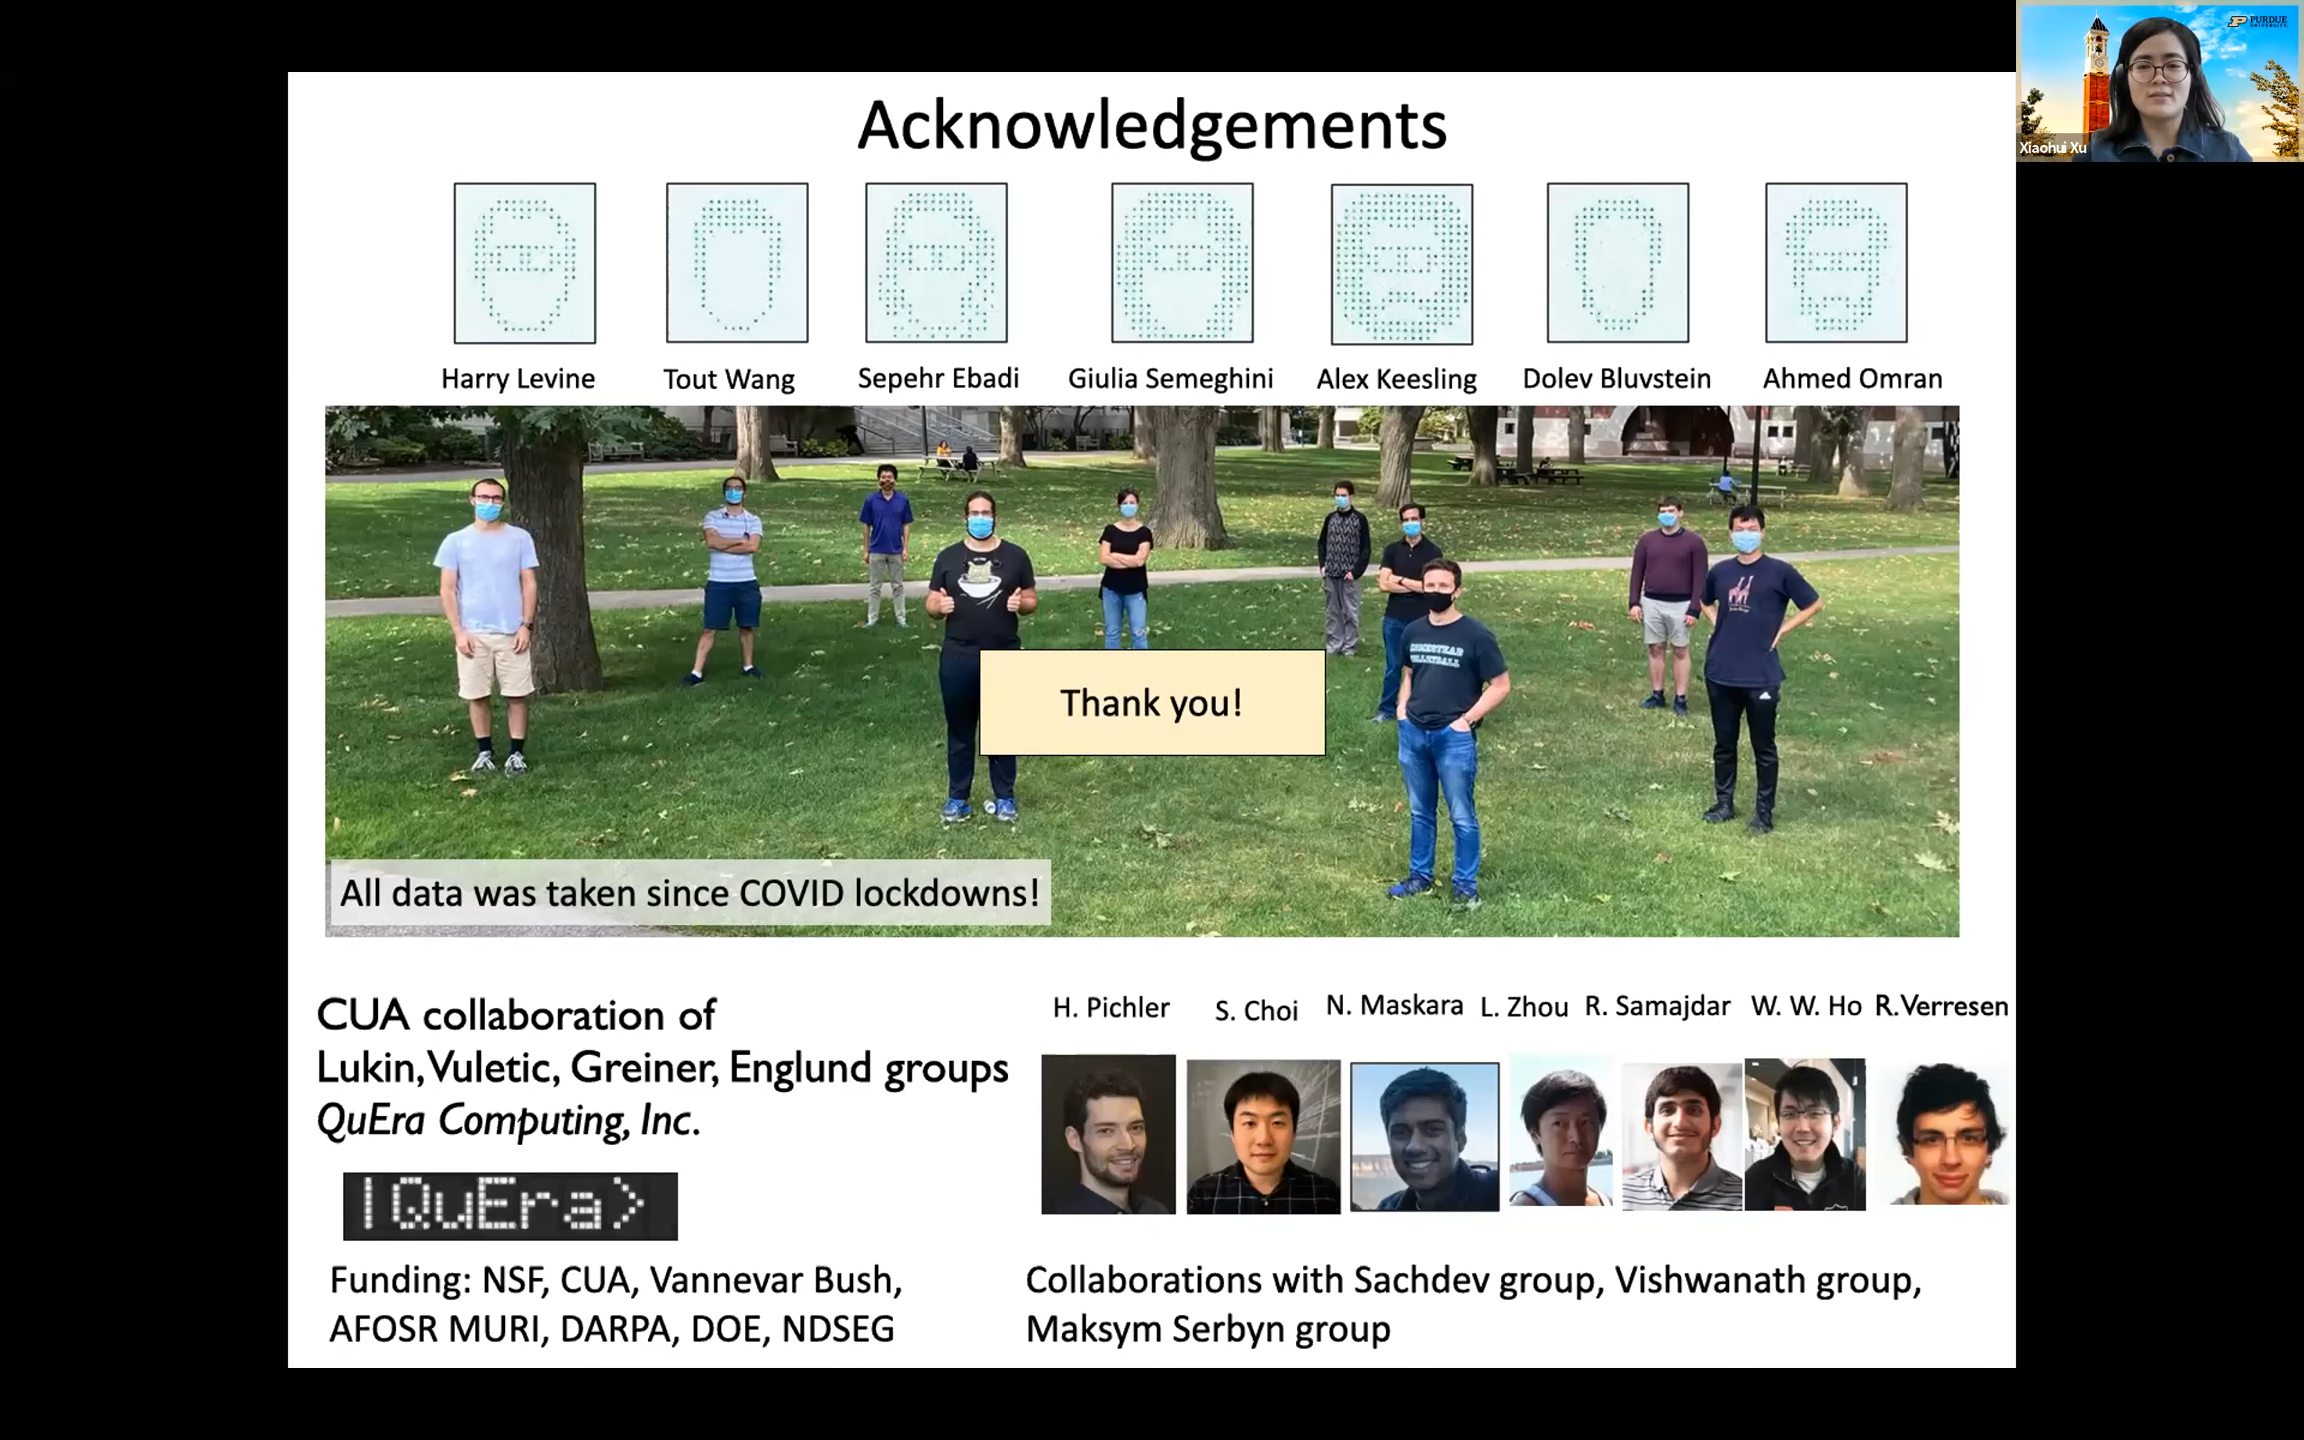 PURDUE
UNIVERSITY
Xiaohui Xu
Acknowledgements
Harry Levine
Tout Wang
Sepehr Ebadi
Giulia Semeghini
Alex Keesling
Dolev Bluvstein
Ahmed Omran
Thank you!
All data was taken since COVID lockdowns!
CUA collaboration of
Lukin, Vuletic, Greiner, Englund groups
QuEra Computing, Inc.
|QuEra>
Funding: NSF, CUA, Vannevar Bush,
AFOSR MURI, DARPA, DOE, NDSEG
H. Pichler
S. Choi
N. Maskara
L. Zhou
R. Samajdar
W. W. Ho
R. Verresen
Collaborations with Sachdev group, Vishwanath group,
Maksym Serbyn group